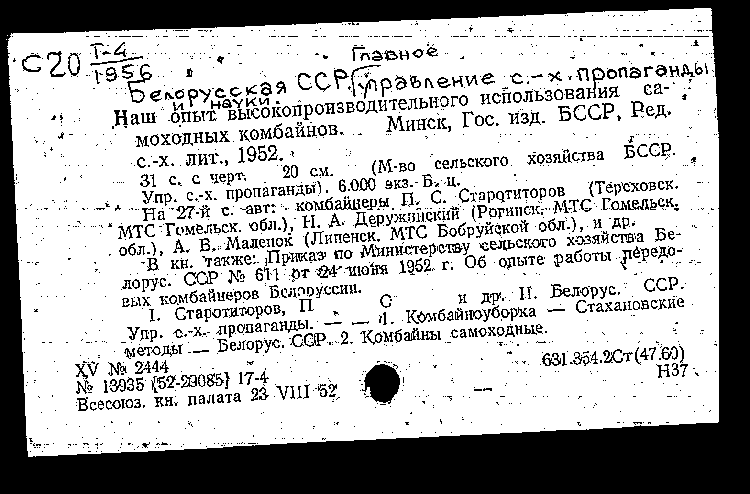 С20 Т-4
1956
Главное
Белорусская ССР. управление с.-х. пропаганды
и науки.
Наш опыт высокопроизводительного использования са-
моходных комбайнов. Минск, Гос. изд. БССР, Ред.
с.-х. лит., 1952.
31 с. с черт. 20 см. (М-во сельского хозяйства БССР.
Упр. с.-х. пропаганды). 6.000 экз. Б. ц.
На 27-й с. авт: комбайнеры П. С. Старотиторов (Тереховск.
МТС Гомельск. обл.), Н. А. Деружинский (Рогинск. МТС Гомельск.
обл.), А. В. Маленок (Липенск. МТС Бобруйской обл.), и др.
В кн. также: Приказ по Министерству сельского хозяйства Бе-
лорус. ССР № 611 от 24 июня 1952 г. Об опыте работы передо-
вых комбайнеров Белоруссии.
I. Старотиторов, П. С. и др. II. Белорус. ССР.
Упр. с.-х. пропаганды. — — 1. Комбайноуборка — Стахановские
методы — Белорус. ССР. 2. Комбайны самоходные.
XV № 2444
№ 13935 {52-29085} 17-4
631.354.2Ст(47.60)
Всесоюз. кн. палата 23 VIII 52
Н37